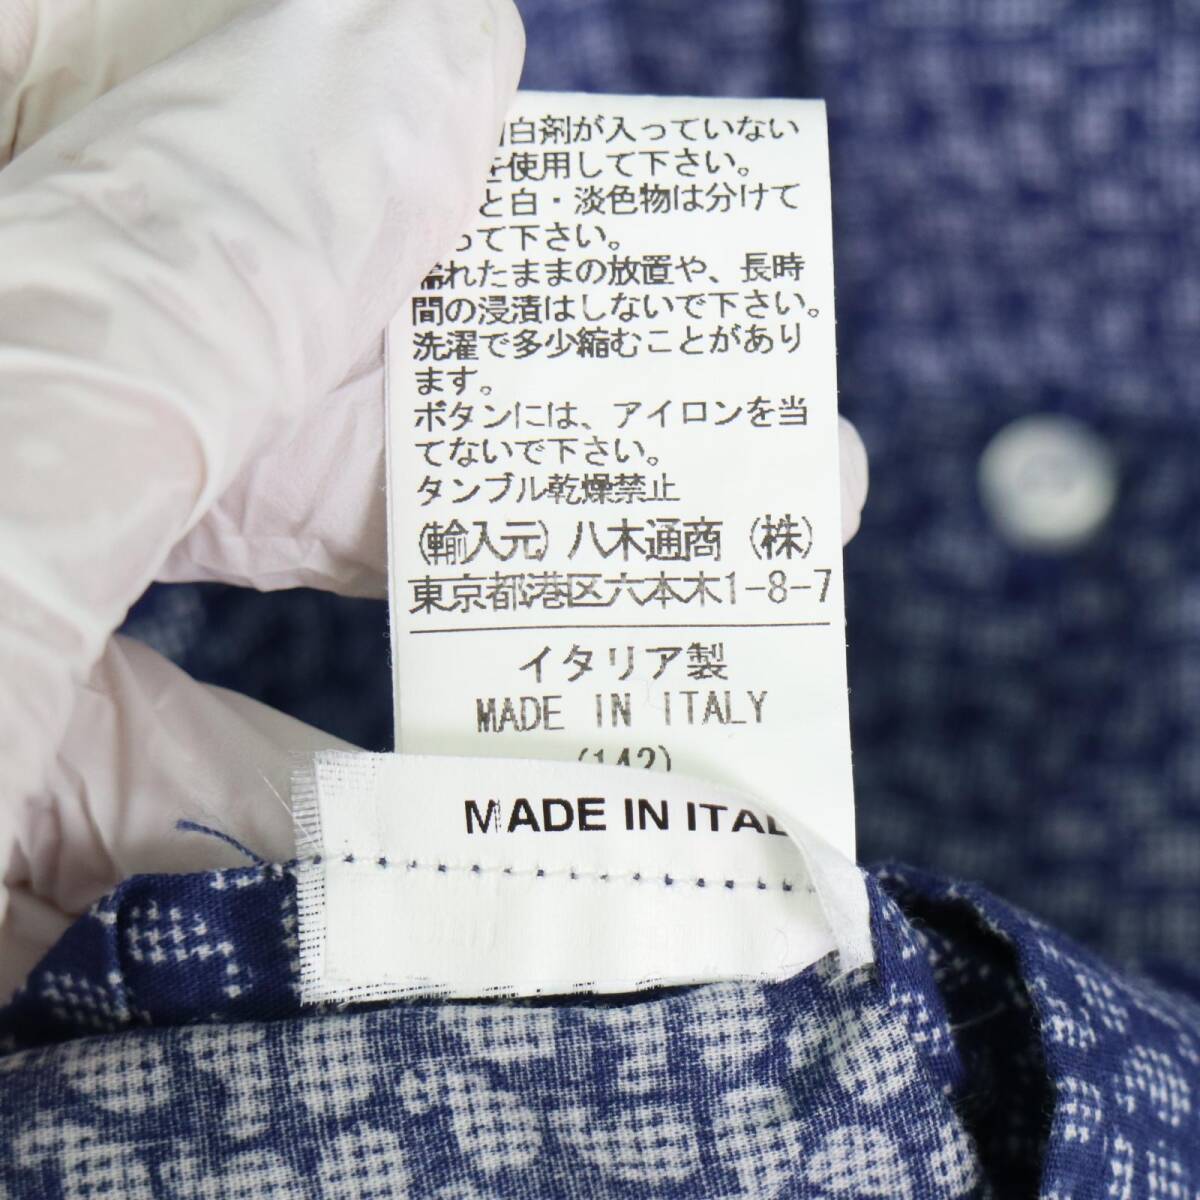 白剤が入っていない
を使用して下さい。
と白・淡色物は分けて
って下さい。
濡れたままの放置や、長時
間の浸漬はしないで下さい。
洗濯で多少縮むことがあり
ます。
ボタンには、アイロンを当
てないで下さい。
タンブル乾燥禁止
(輸入元) 八木通商 (株)
東京都港区六本木1-8-7
イタリア製
MADE IN ITALY
(142)
MADE IN ITAL